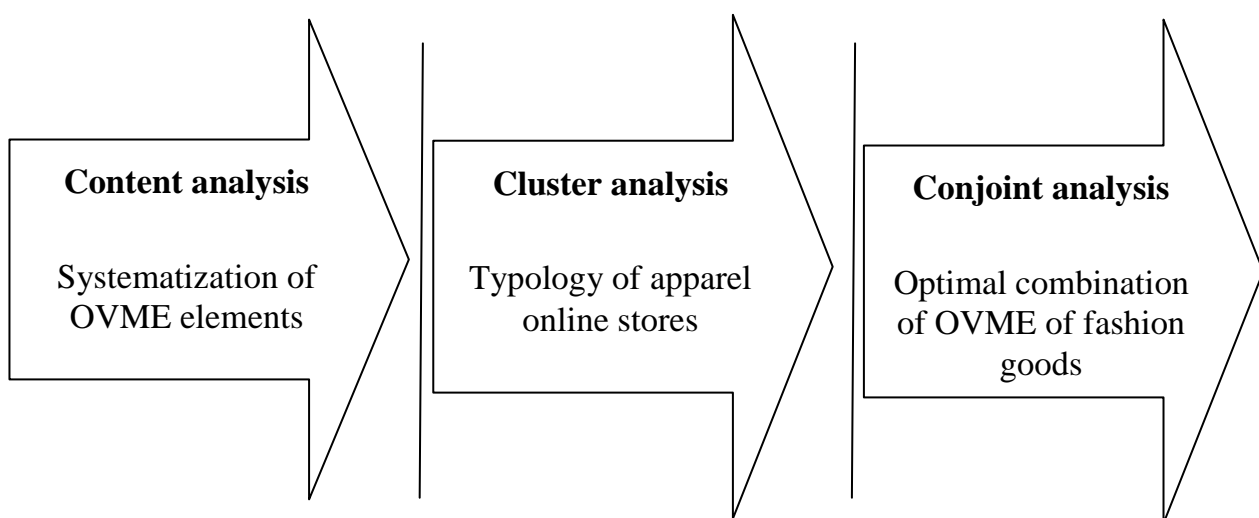 Content analysis
Systematization of
OVME elements
Cluster analysis
Typology of apparel
online stores
Conjoint analysis
Optimal combination
of OVME of fashion
goods